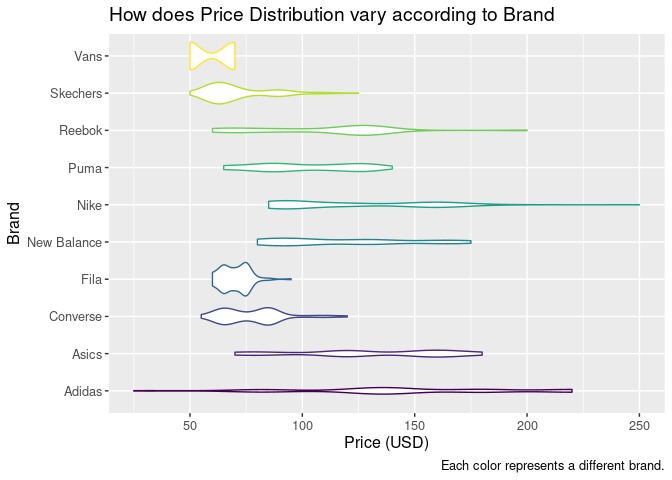 How does Price Distribution vary according to Brand
Vans
Skechers
Reebok
Puma
Nike
New Balance
Fila
Converse
Asics
Adidas
Brand
50 100 150 200 250
Price (USD)
Each color represents a different brand.